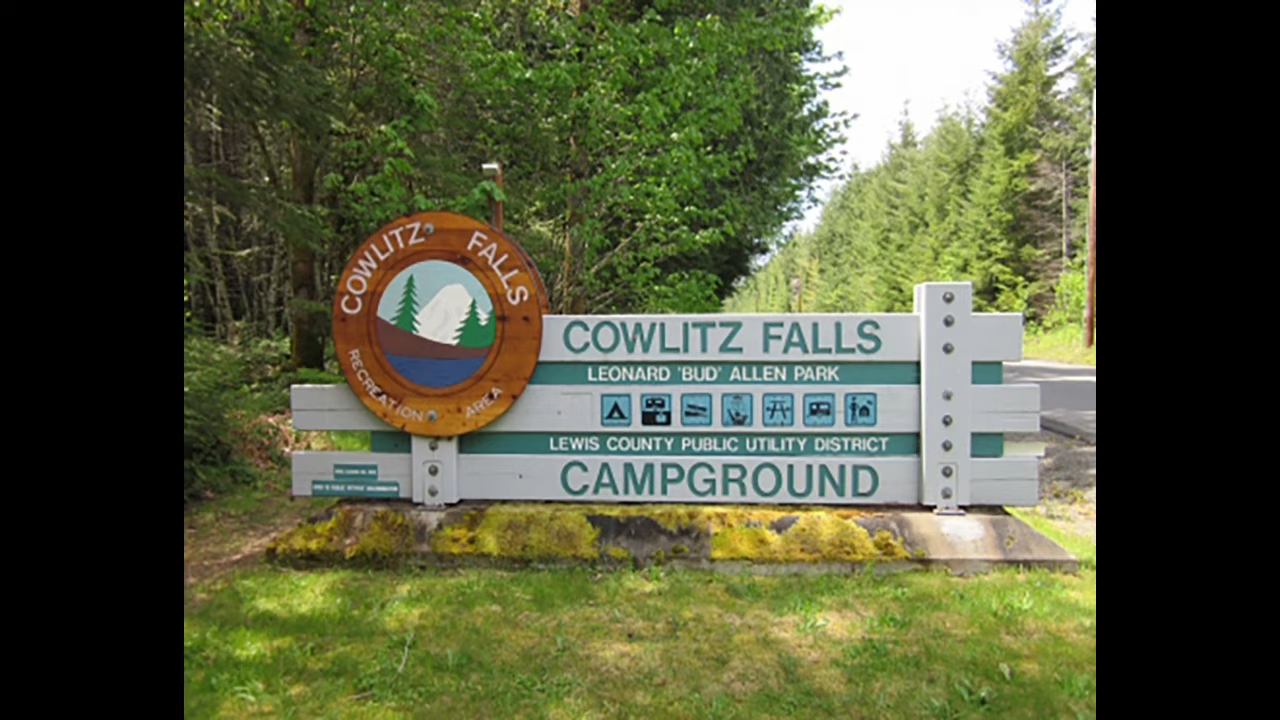 COWLITZ FALLS
RECREATION AREA
COWLITZ FALLS
LEONARD 'BUD' ALLEN PARK
LEWIS COUNTY PUBLIC UTILITY DISTRICT
CAMPGROUND